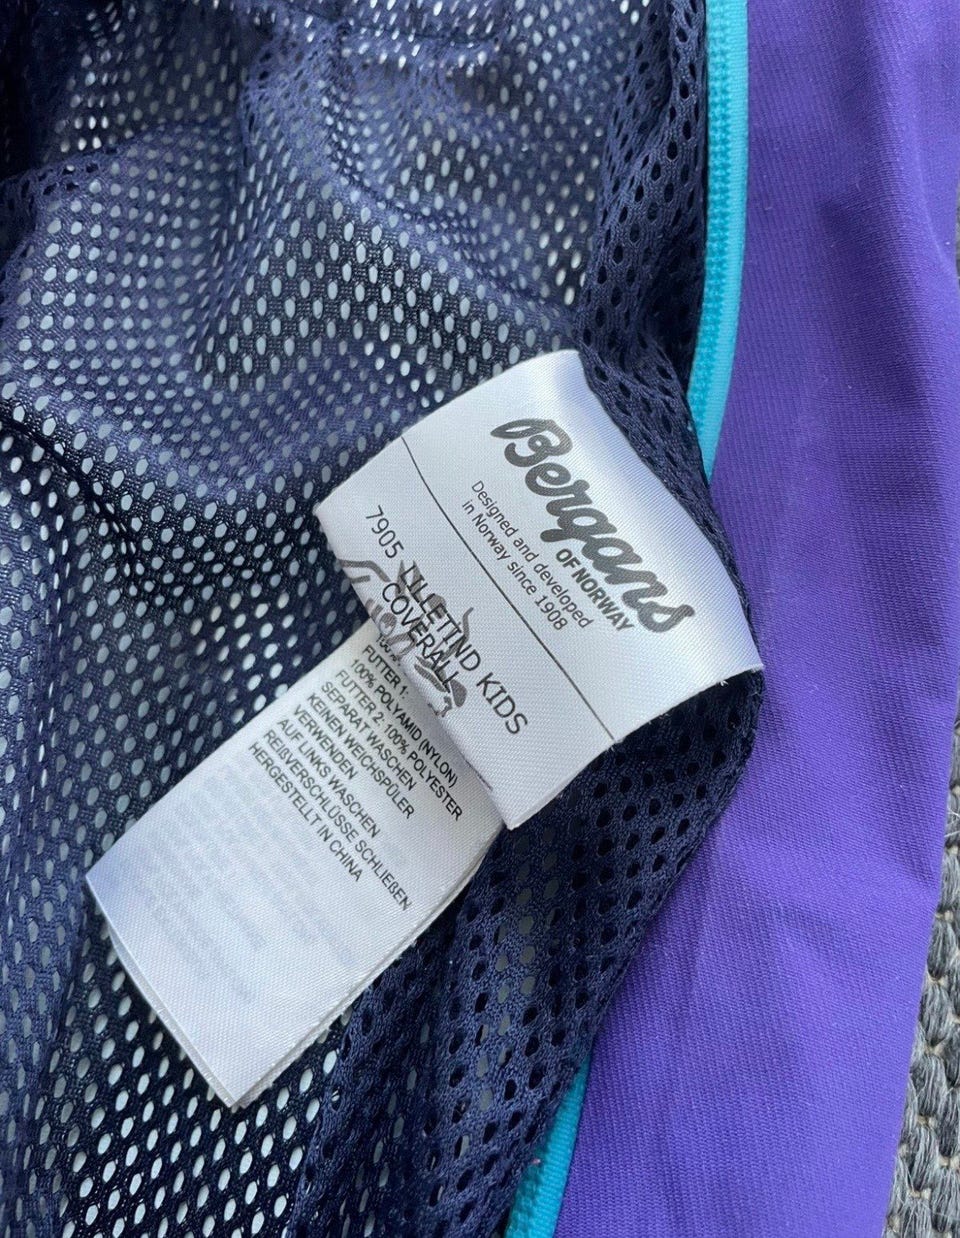 Bergans
OF NORWAY
Designed and developed
in Norway since 1908
7905 LILLETIND KIDS
COVERALL
FUTTER 1:
100% POLYAMID (NYLON)
FUTTER 2: 100% POLYESTER
SEPARAT WASCHEN
KEINEN WEICHSPÜLER
VERWENDEN
AUF LINKS WASCHEN
REIßVERSCHLÜSSE SCHLIEßEN
HERGESTELLT IN CHINA